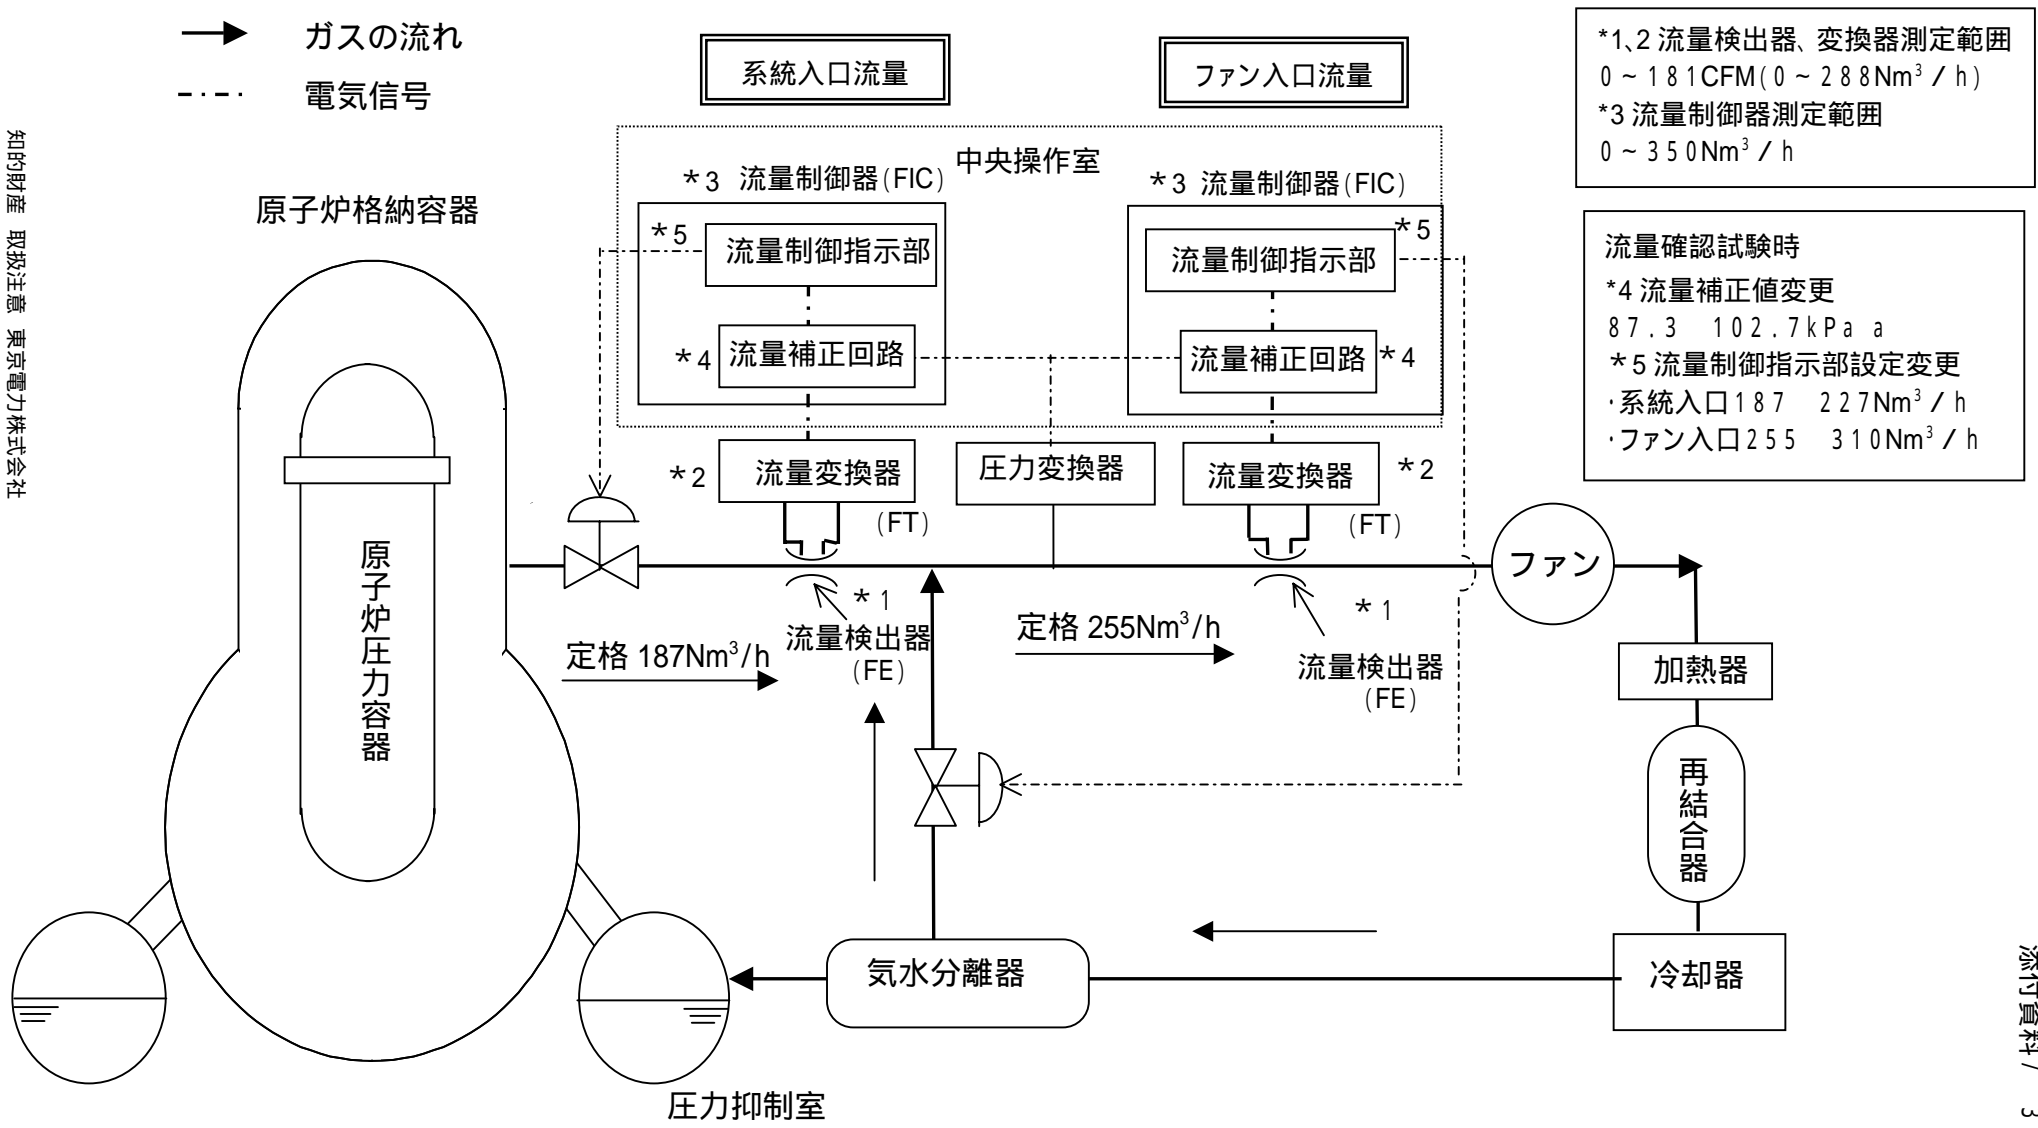 ガスの流れ
電気信号
系統入口流量
ファン入口流量
*1、2 流量検出器、変換器測定範囲
0~181CFM(0~288Nm³/h)
*3 流量制御器測定範囲
0~350Nm³/h
中央操作室
*3 流量制御器(FIC)
*3 流量制御器(FIC)
原子炉格納容器
*5
流量制御指示部
*5
流量制御指示部
流量確認試験時
*4 流量補正値変更
87.3 102.7kPa a
*5 流量制御指示部設定変更
・系統入口187 227Nm³/h
・ファン入口255 310Nm³/h
*4
流量補正回路
流量補正回路
*4
*2
流量変換器
(FT)
圧力変換器
流量変換器
*2
(FT)
原子炉圧力容器
ファン
*1
流量検出器
(FE)
定格 187Nm³/h
定格 255Nm³/h
*1
流量検出器
(FE)
加熱器
再結合器
冷却器
気水分離器
圧力抑制室
知的財産 取扱注意 東京電力株式会社
添付資料7 3